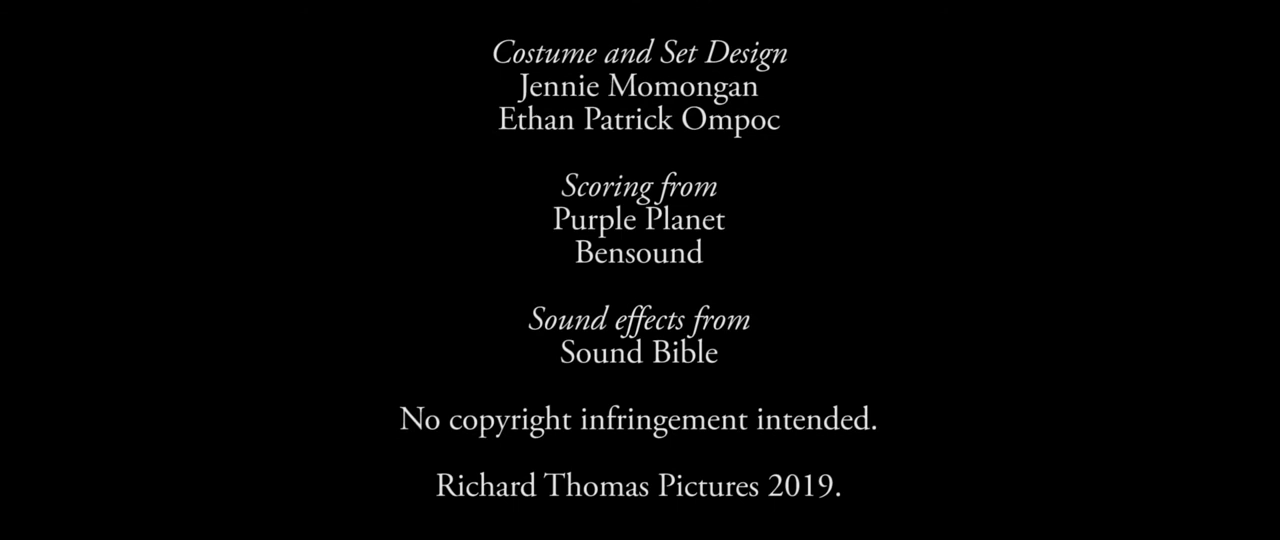 Costume and Set Design
Jennie Momongan
Ethan Patrick Ompoc
Scoring from
Purple Planet
Bensound
Sound effects from
Sound Bible
No copyright infringement intended.
Richard Thomas Pictures 2019.